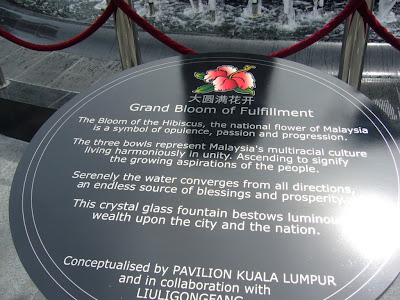 大圆满花开
Grand Bloom of Fulfillment
The Bloom of the Hibiscus, the national flower of Malaysia
is a symbol of opulence, passion and progression.
The three bowls represent Malaysia's multiracial culture
living harmoniously in unity. Ascending to signify
the growing aspirations of the people.
Serenely the water converges from all directions,
an endless source of blessings and prosperity.
This crystal glass fountain bestows luminous
wealth upon the city and the nation.
Conceptualised by PAVILION KUALA LUMPUR
and in collaboration with
LIULIGONGFANG